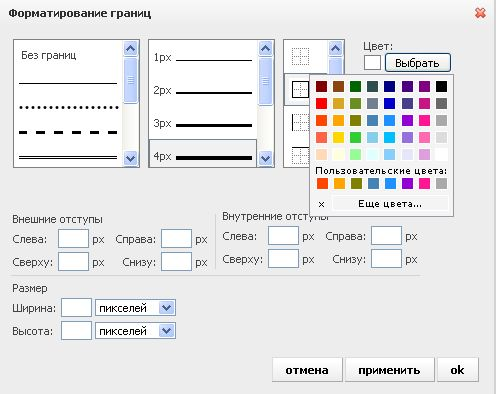 Форматирование границ
Цвет:
Выбрать
Без границ
1px
2px
3px
4px
Пользовательские цвета:
x Еще цвета...
Внешние отступы
Слева: px Справа: px
Сверху: px Снизу: px
Внутренние отступы
Слева: px Справа: px
Сверху: px Снизу: px
Размер
Ширина: пикселей
Высота: пикселей
отмена применить ok